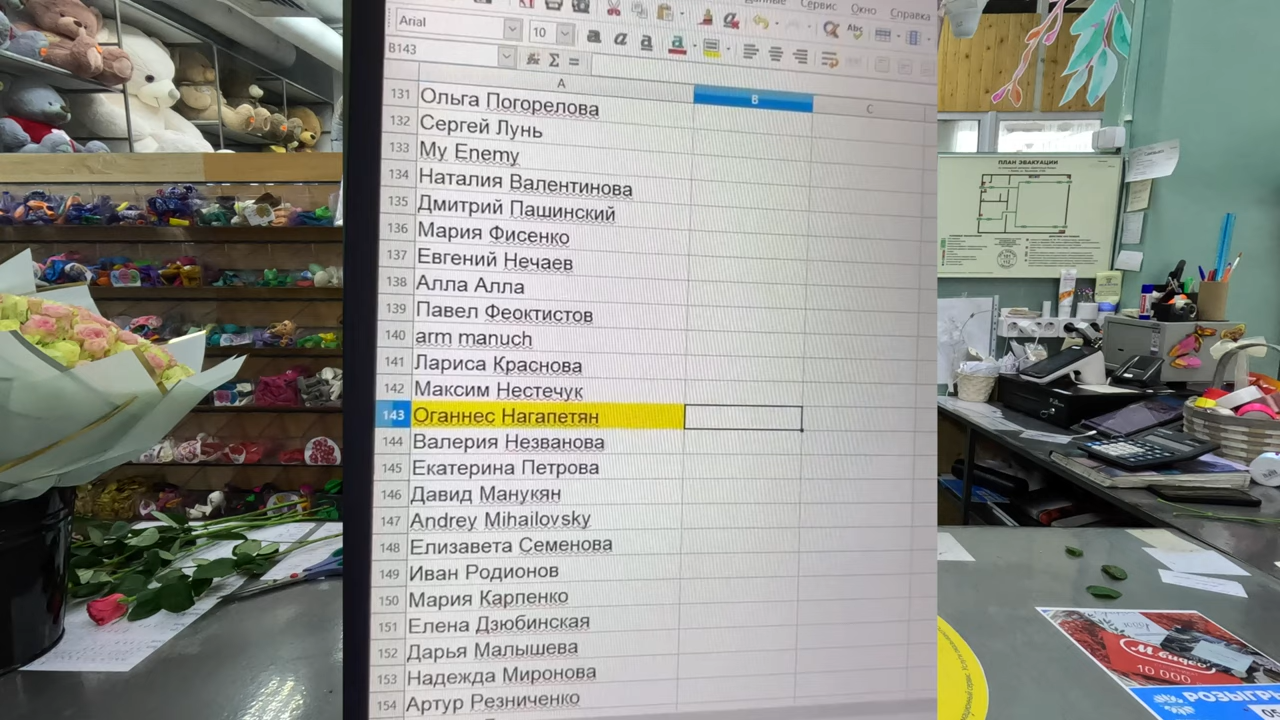 Сервис Окно Справка
Arial 10
B143
A B C
131 Ольга Погорелова
132 Сергей Лунь
133 My Enemy
134 Наталия Валентинова
135 Дмитрий Пашинский
136 Мария Фисенко
137 Евгений Нечаев
138 Алла Алла
139 Павел Феоктистов
140 arm manuch
141 Лариса Краснова
142 Максим Нестечук
143 Оганнес Нагапетян
144 Валерия Незванова
145 Екатерина Петрова
146 Давид Манукян
147 Andrey Mihailovsky
148 Елизавета Семенова
149 Иван Родионов
150 Мария Карпенко
151 Елена Дзюбинская
152 Дарья Малышева
153 Надежда Миронова
154 Артур Резниченко
ПЛАН ЭВАКУАЦИИ
М.видео
10 000
РОЗЫГРЫ